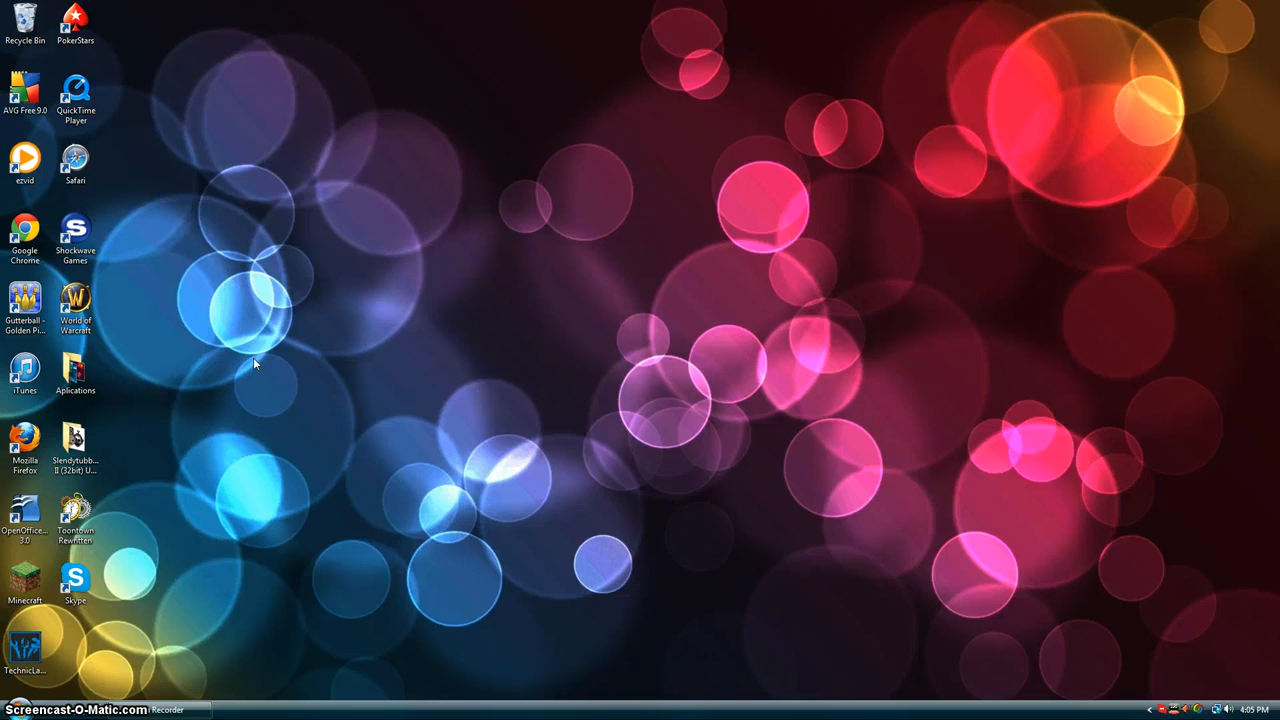 Recycle Bin
PokerStars
AVG Free 9.0
QuickTime
Player
ezvid
Safari
Google
Chrome
Shockwave
Games
Gutterball -
Golden Pi...
World of
Warcraft
iTunes
Aplications
Mozilla
Firefox
Slendytubb...
II (32bit) U...
OpenOffice...
3.0
Toontown
Rewritten
Minecraft
Skype
TechnicLa...
Screencast-O-Matic.com
Recorder
4:05 PM